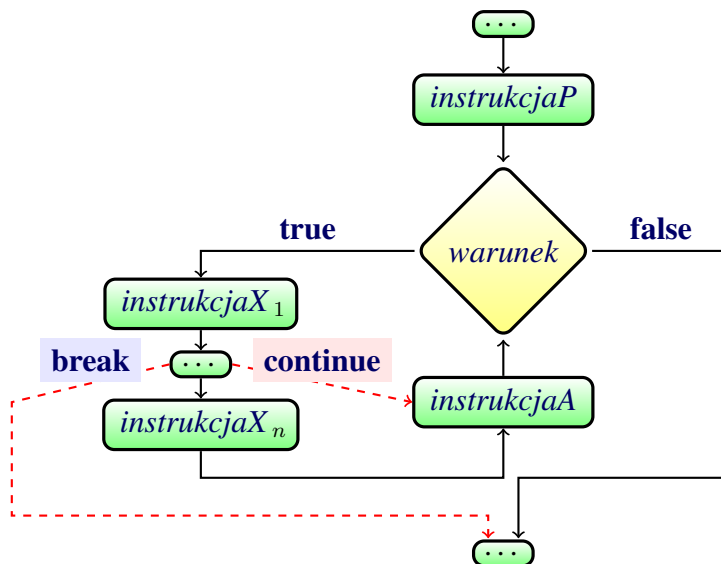 ...
instrukcjaP
warunek
true
false
instrukcjaX 1
break
...
continue
instrukcjaA
instrukcjaX n
...